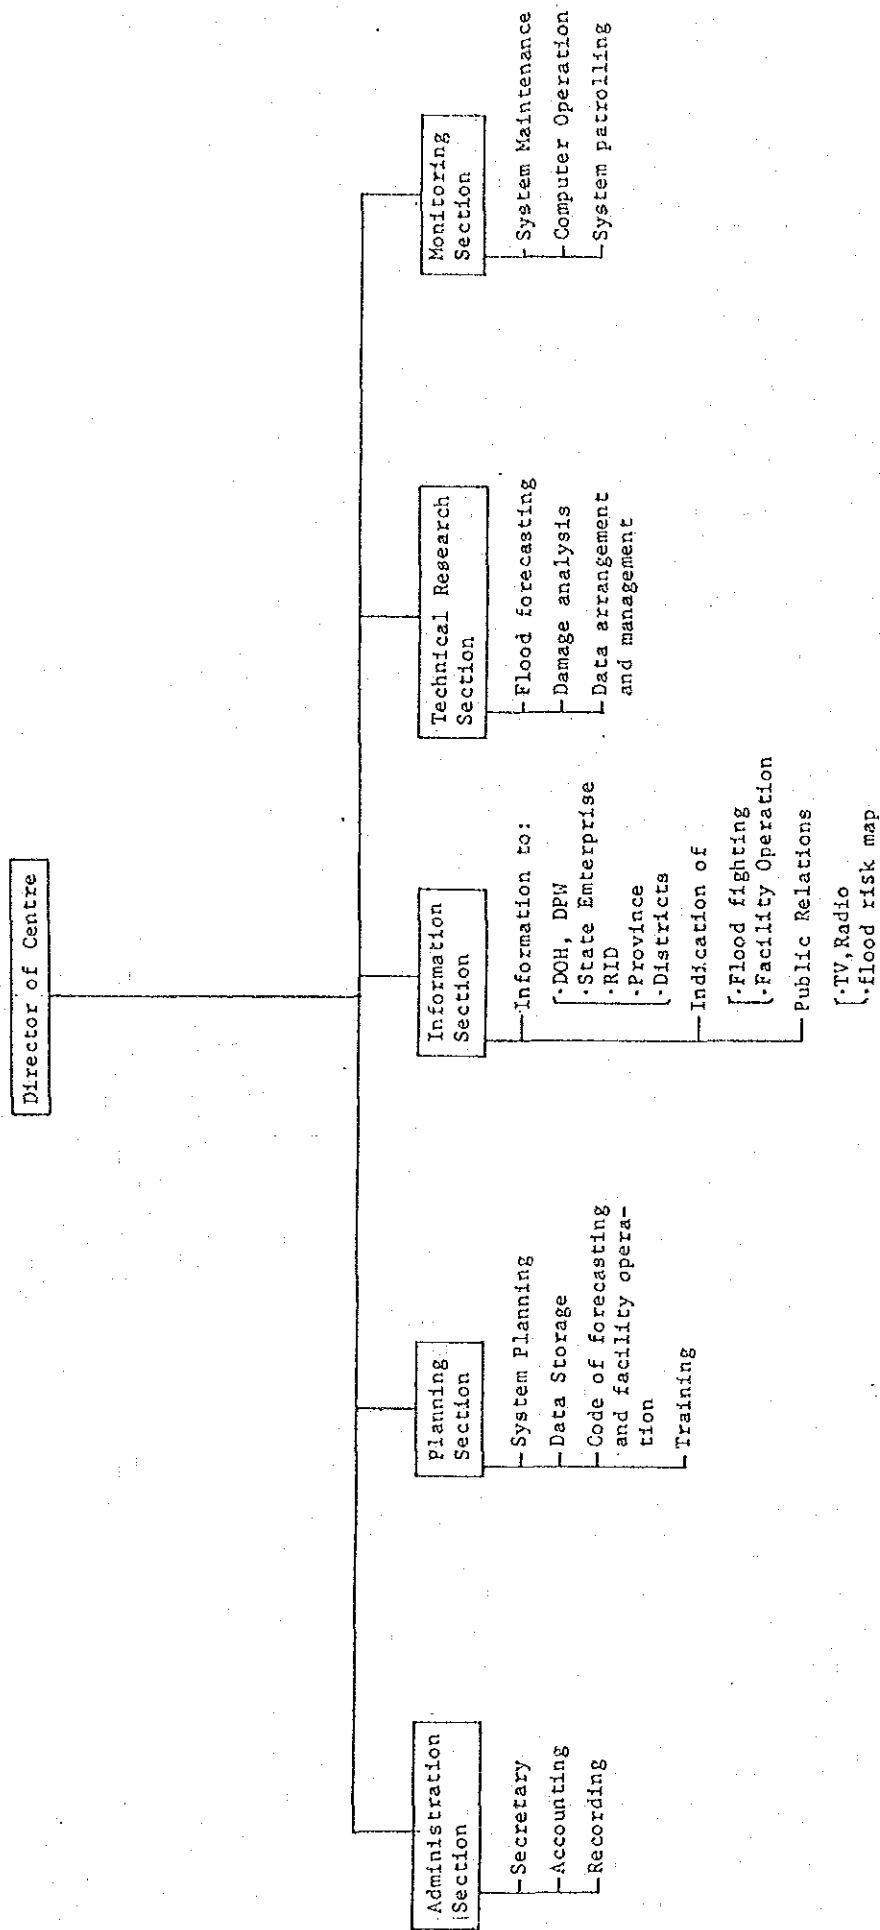 Director of Centre
Administration
Section
Secretary
Accounting
Recording
Planning
Section
System Planning
Data Storage
Code of forecasting
and facility opera-
tion
Training
Information
Section
Information to:
·DOH, DPW
·State Emterprise
·RID
·Province
·Districts
Indication of
·Flood fighting
·Facility Operation
Public Relations
·TV,Radio
·flood risk map
Technical Research
Section
Flood forecasting
Damage analysis
Data arrangement
and management
Monitoring
Section
System Maintenance
Computer Operation
System patrolling